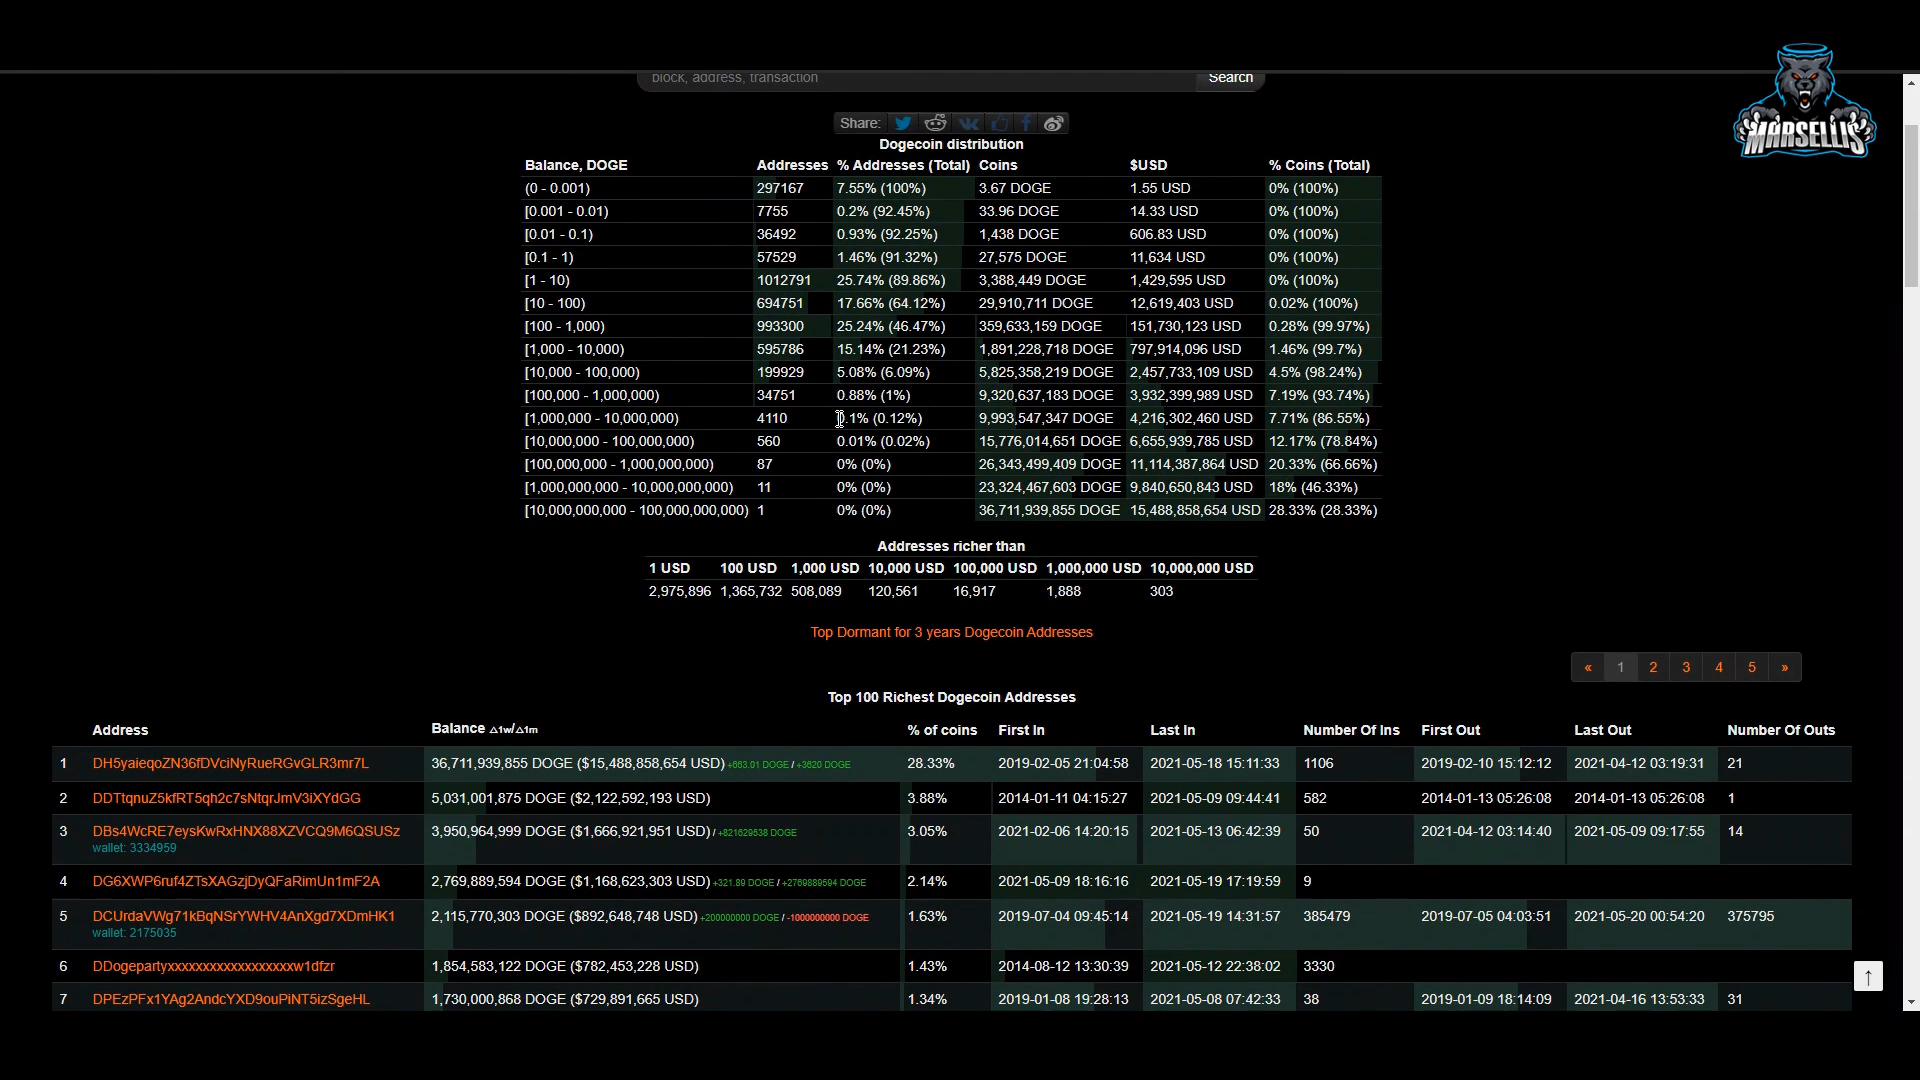 block, address, transaction Search
MARSELLIS
Share:
Dogecoin distribution
Balance, DOGE Addresses % Addresses (Total) Coins $USD % Coins (Total)
(0 - 0.001) 297167 7.55% (100%) 3.67 DOGE 1.55 USD 0% (100%)
[0.001 - 0.01) 7755 0.2% (92.45%) 33.96 DOGE 14.33 USD 0% (100%)
[0.01 - 0.1) 36492 0.93% (92.25%) 1,438 DOGE 606.83 USD 0% (100%)
[0.1 - 1) 57529 1.46% (91.32%) 27,575 DOGE 11,634 USD 0% (100%)
[1 - 10) 1012791 25.74% (89.86%) 3,388,449 DOGE 1,429,595 USD 0% (100%)
[10 - 100) 694751 17.66% (64.12%) 29,910,711 DOGE 12,619,403 USD 0.02% (100%)
[100 - 1,000) 993300 25.24% (46.47%) 359,633,159 DOGE 151,730,123 USD 0.28% (99.97%)
[1,000 - 10,000) 595786 15.14% (21.23%) 1,891,228,718 DOGE 797,914,096 USD 1.46% (99.7%)
[10,000 - 100,000) 199929 5.08% (6.09%) 5,825,358,219 DOGE 2,457,733,109 USD 4.5% (98.24%)
[100,000 - 1,000,000) 34751 0.88% (1%) 9,320,637,183 DOGE 3,932,399,989 USD 7.19% (93.74%)
[1,000,000 - 10,000,000) 4110 0.1% (0.12%) 9,993,547,347 DOGE 4,216,302,460 USD 7.71% (86.55%)
[10,000,000 - 100,000,000) 560 0.01% (0.02%) 15,776,014,651 DOGE 6,655,939,785 USD 12.17% (78.84%)
[100,000,000 - 1,000,000,000) 87 0% (0%) 26,343,499,409 DOGE 11,114,387,864 USD 20.33% (66.66%)
[1,000,000,000 - 10,000,000,000) 11 0% (0%) 23,324,467,603 DOGE 9,840,650,843 USD 18% (46.33%)
[10,000,000,000 - 100,000,000,000) 1 0% (0%) 36,711,939,855 DOGE 15,488,858,654 USD 28.33% (28.33%)
Addresses richer than
1 USD 100 USD 1,000 USD 10,000 USD 100,000 USD 1,000,000 USD 10,000,000 USD
2,975,896 1,365,732 508,089 120,561 16,917 1,888 303
Top Dormant for 3 years Dogecoin Addresses
« 1 2 3 4 5 »
Top 100 Richest Dogecoin Addresses
Address Balance △1w/△1m % of coins First In Last In Number Of Ins First Out Last Out Number Of Outs
1 DH5yaieqoZN36fDVciNyRueRGvGLR3mr7L 36,711,939,855 DOGE ($15,488,858,654 USD) +663.01 DOGE / +3620 DOGE 28.33% 2019-02-05 21:04:58 2021-05-18 15:11:33 1106 2019-02-10 15:12:12 2021-04-12 03:19:31 21
2 DDTtqnuZ5kfRT5qh2c7sNtqrJmV3iXYdGG 5,031,001,875 DOGE ($2,122,592,193 USD) 3.88% 2014-01-11 04:15:27 2021-05-09 09:44:41 582 2014-01-13 05:26:08 2014-01-13 05:26:08 1
3 DBs4WcRE7eysKwRxHNX88XZVCQ9M6QSUSz 3,950,964,999 DOGE ($1,666,921,951 USD) / +821629538 DOGE 3.05% 2021-02-06 14:20:15 2021-05-13 06:42:39 50 2021-04-12 03:14:40 2021-05-09 09:17:55 14
wallet: 3334959
4 DG6XWP6ruf4ZTsXAGzjDyQFaRimUn1mF2A 2,769,889,594 DOGE ($1,168,623,303 USD) +321.89 DOGE / +2769889594 DOGE 2.14% 2021-05-09 18:16:16 2021-05-19 17:19:59 9
5 DCUrdaVWg71kBqNSrYWHV4AnXgd7XDmHK1 2,115,770,303 DOGE ($892,648,748 USD) +200000000 DOGE / -1000000000 DOGE 1.63% 2019-07-04 09:45:14 2021-05-19 14:31:57 385479 2019-07-05 04:03:51 2021-05-20 00:54:20 375795
wallet: 2175035
6 DDogepartyxxxxxxxxxxxxxxxxxxw1dfzr 1,854,583,122 DOGE ($782,453,228 USD) 1.43% 2014-08-12 13:30:39 2021-05-12 22:38:02 3330
7 DPEzPFx1YAg2AndcYXD9ouPiNT5izSgeHL 1,730,000,868 DOGE ($729,891,665 USD) 1.34% 2019-01-08 19:28:13 2021-05-08 07:42:33 38 2019-01-09 18:14:09 2021-04-16 13:53:33 31